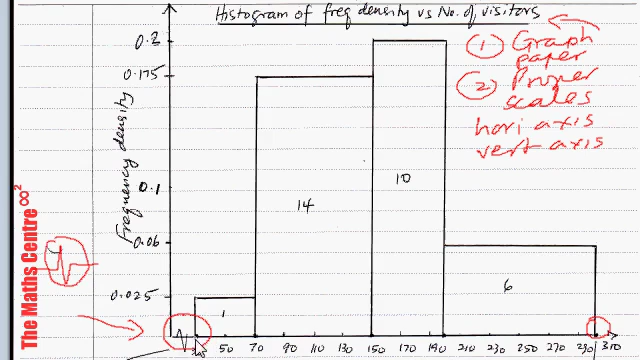 Histogram of freq density vs No. of visitors
① Graph paper
② Proper scales
hori axis
vert axis
Frequency density
0.2
0.175
0.1
0.06
0.025
1
14
10
6
50 70 90 110 130 150 170 190 210 230 250 270 290 310
The Maths Centre ∞²